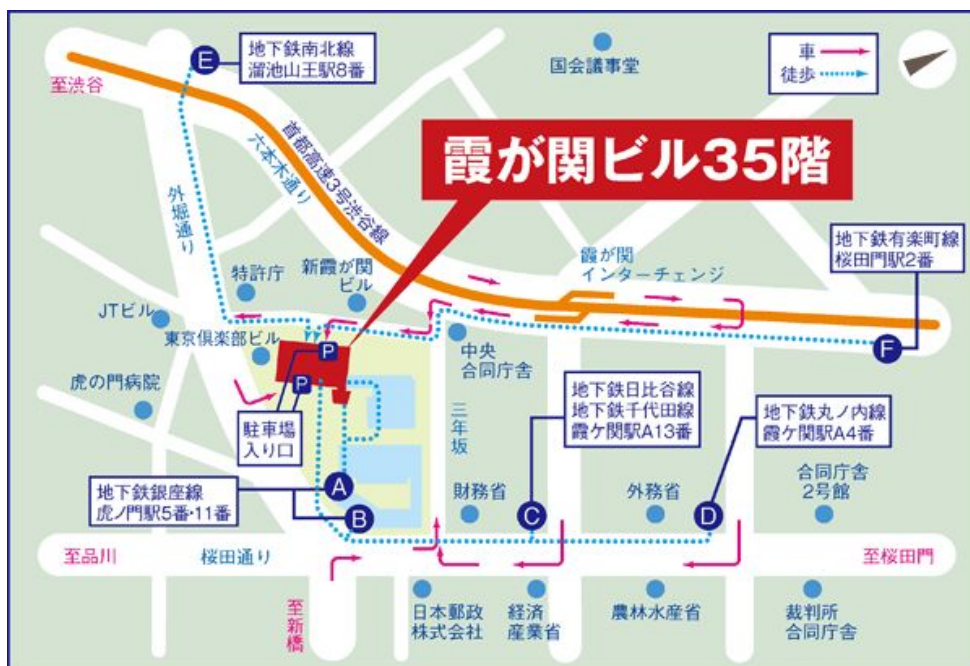 地下鉄南北線
溜池山王駅8番
E
至渋谷
国会議事堂
車
徒歩
首都高速3号渋谷線
六本木通り
外堀通り
霞が関ビル35階
地下鉄有楽町線
桜田門駅2番
F
霞が関
インターチェンジ
特許庁
新霞が関
ビル
JTビル
東京倶楽部ビル
虎の門病院
P
P
駐車場
入り口
中央
合同庁舎
三年坂
地下鉄日比谷線
地下鉄千代田線
霞ケ関駅A13番
地下鉄丸ノ内線
霞ケ関駅A4番
合同庁舎
2号館
地下鉄銀座線
虎ノ門駅5番・11番
A
B
財務省
C
外務省
D
至品川
桜田通り
至桜田門
至新橋
日本郵政
株式会社
経済
産業省
農林水産省
裁判所
合同庁舎